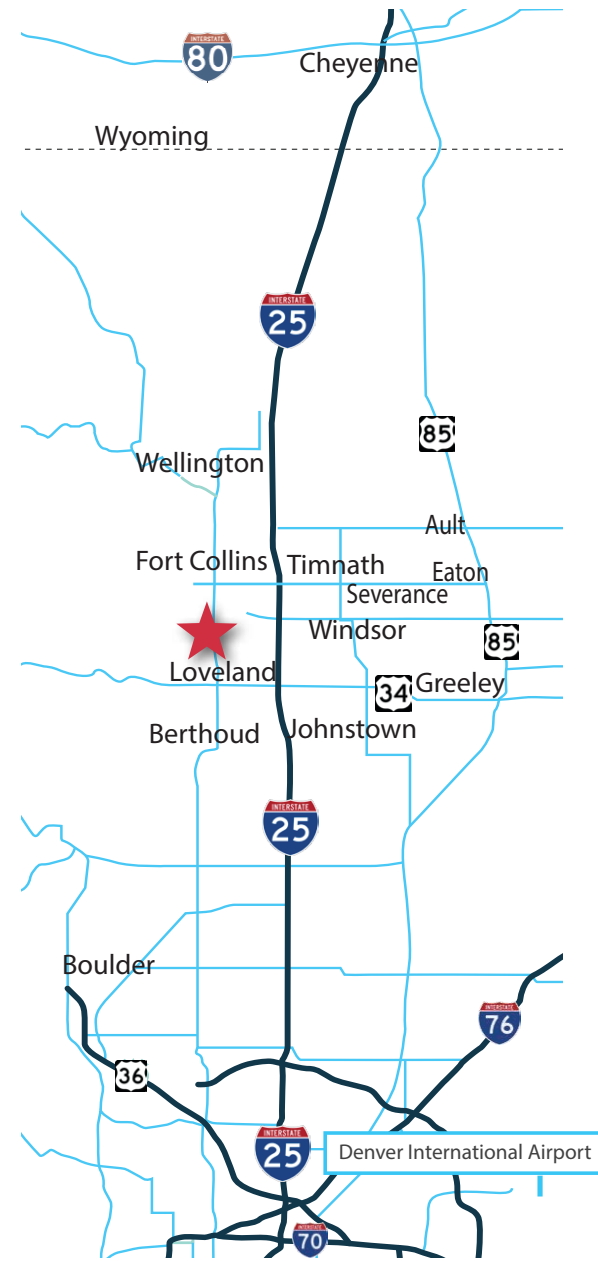 INTERSTATE
80
Cheyenne
Wyoming
INTERSTATE
25
85
Wellington
Ault
Fort Collins
Timnath
Eaton
Severance
Windsor
85
Loveland
34
Greeley
Berthoud
Johnstown
INTERSTATE
25
Boulder
INTERSTATE
76
36
INTERSTATE
25
Denver International Airport
INTERSTATE
70